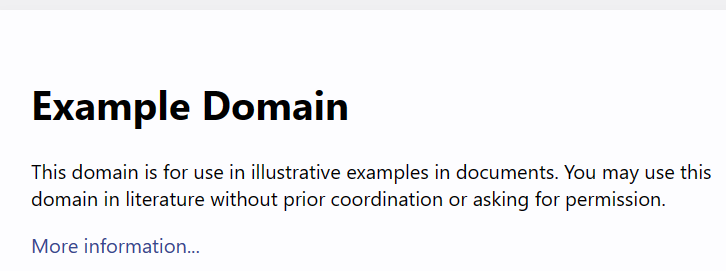 Example Domain
This domain is for use in illustrative examples in documents. You may use this
domain in literature without prior coordination or asking for permission.
More information...